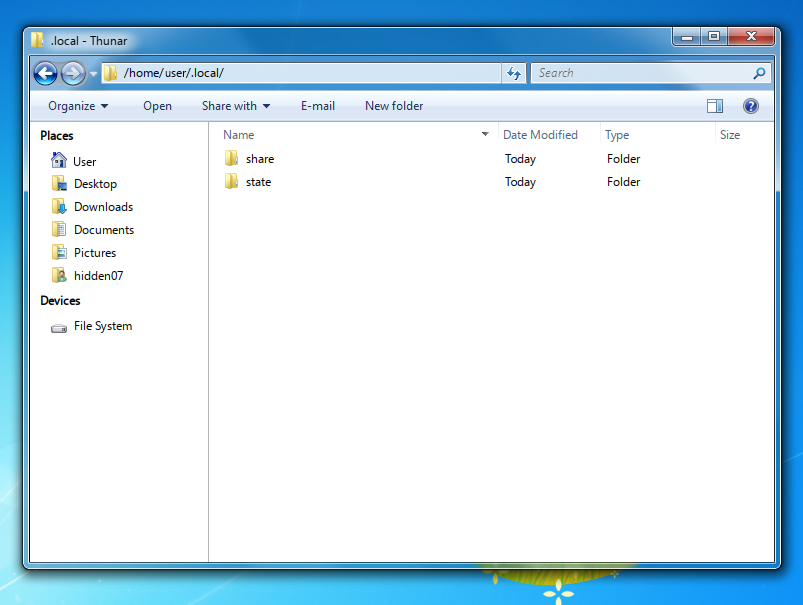 .local - Thunar
/home/user/.local/
Search
Organize Open Share with E-mail New folder
Places
User
Desktop
Downloads
Documents
Pictures
hidden07
Devices
File System
Name Date Modified Type Size
share Today Folder
state Today Folder